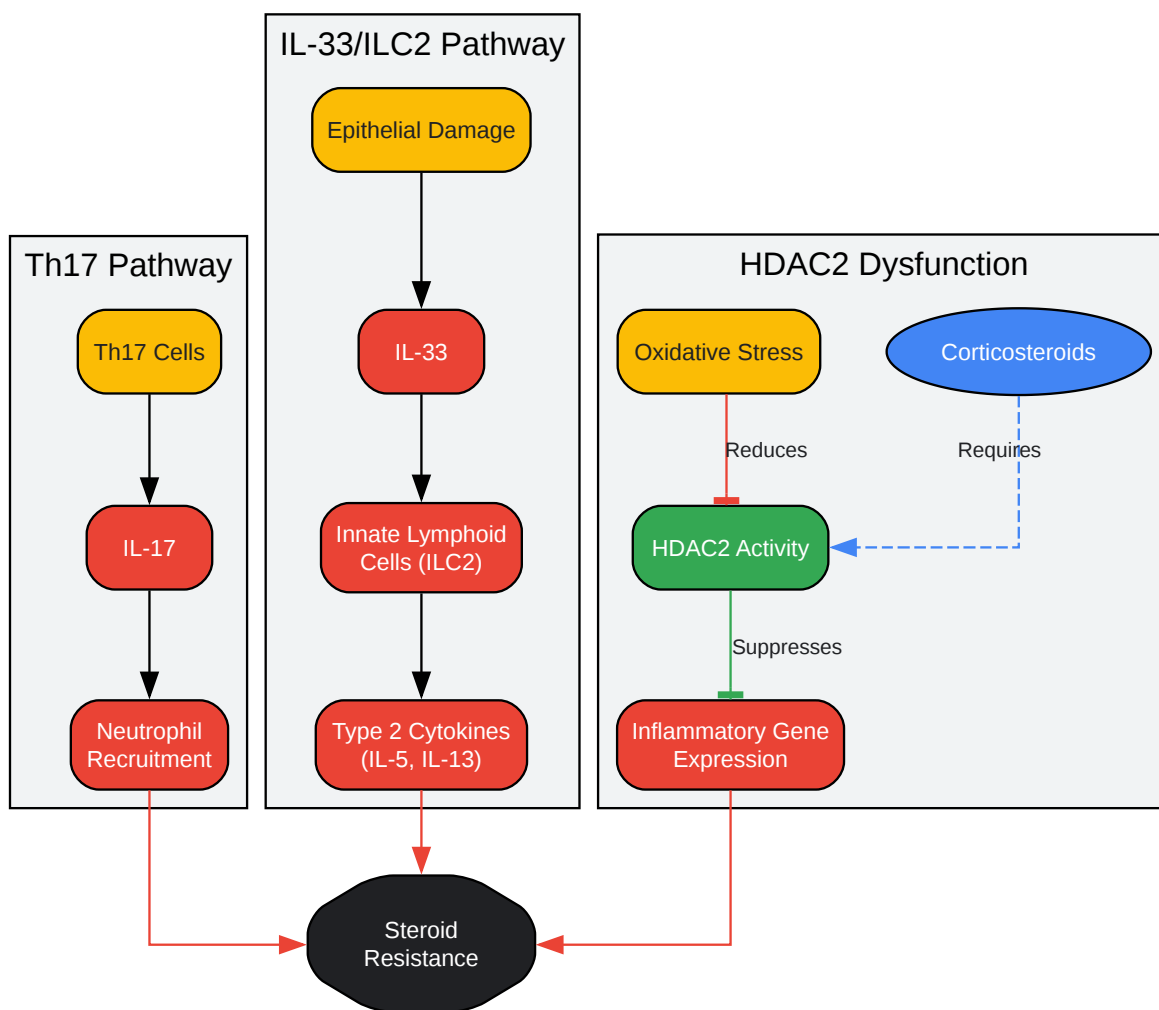 IL-33/ILC2 Pathway
Epithelial Damage
IL-33
Innate Lymphoid
Cells (ILC2)
Type 2 Cytokines
(IL-5, IL-13)
Th17 Pathway
Th17 Cells
IL-17
Neutrophil
Recruitment
HDAC2 Dysfunction
Oxidative Stress
Corticosteroids
Reduces
Requires
HDAC2 Activity
Suppresses
Inflammatory Gene
Expression
Steroid
Resistance